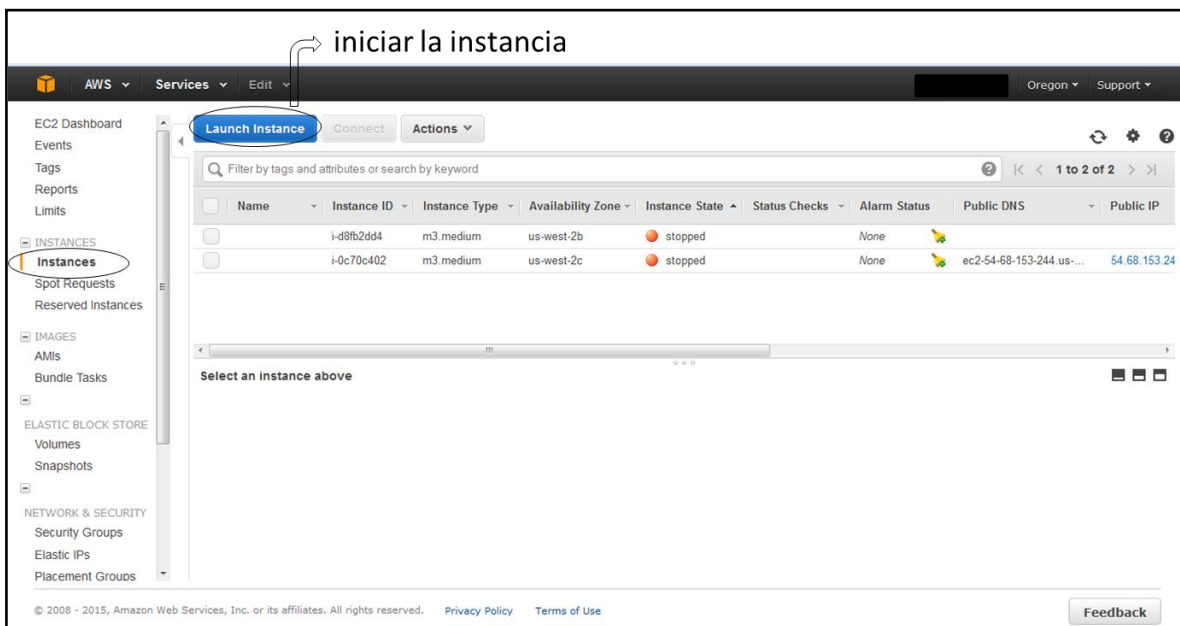 iniciar la instancia
AWS Services Edit Oregon Support
EC2 Dashboard
Events
Tags
Reports
Limits
INSTANCES
Instances
Spot Requests
Reserved Instances
IMAGES
AMIs
Bundle Tasks
ELASTIC BLOCK STORE
Volumes
Snapshots
NETWORK & SECURITY
Security Groups
Elastic IPs
Placement Groups
Launch Instance Connect Actions
Filter by tags and attributes or search by keyword 1 to 2 of 2
Name Instance ID Instance Type Availability Zone Instance State Status Checks Alarm Status Public DNS Public IP
i-d8fb2dd4 m3.medium us-west-2b stopped None
i-0c70c402 m3.medium us-west-2c stopped None ec2-54-68-153-244.us-... 54.68.153.24
Select an instance above
© 2008 - 2015, Amazon Web Services, Inc. or its affiliates. All rights reserved. Privacy Policy Terms of Use Feedback